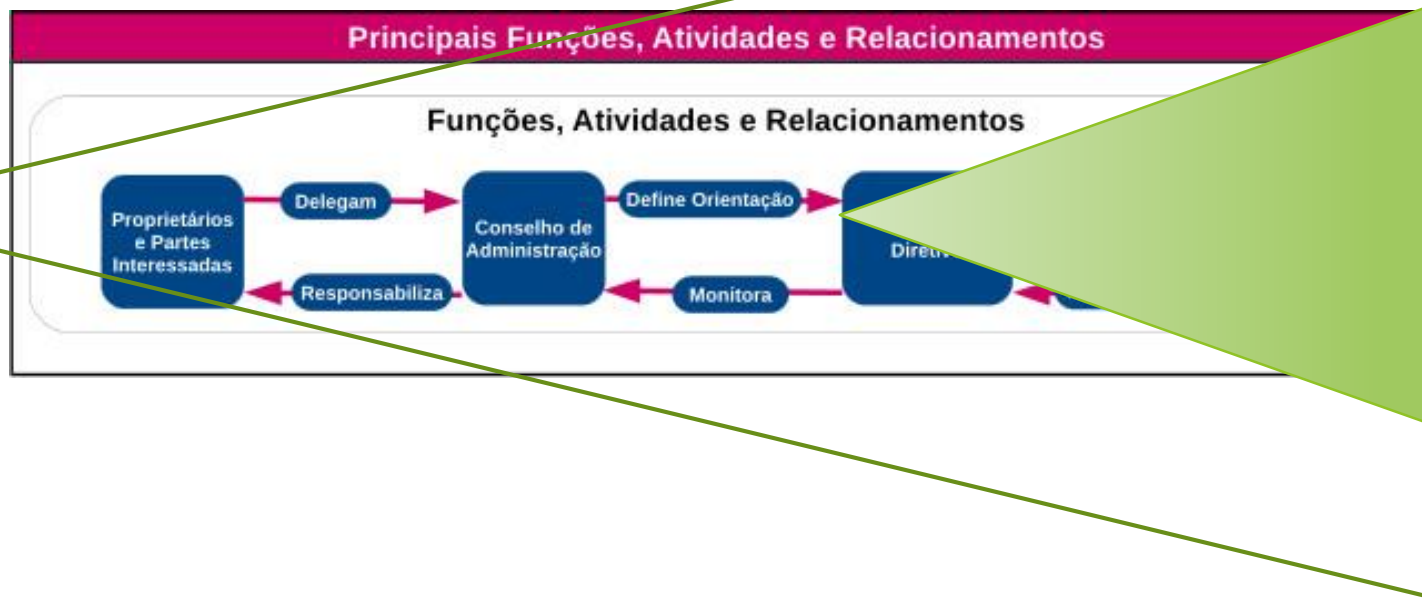 Principais Funções, Atividades e Relacionamentos
Funções, Atividades e Relacionamentos
Proprietários
e Partes
Interessadas
Delegam
Responsabiliza
Conselho de
Administração
Define Orientação
Monitora